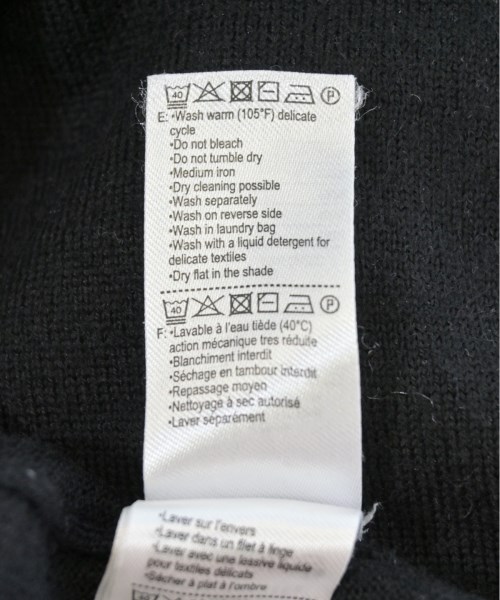 40 P
E: •Wash warm (105°F) delicate
cycle
•Do not bleach
•Do not tumble dry
•Medium iron
•Dry cleaning possible
•Wash separately
•Wash on reverse side
•Wash in laundry bag
•Wash with a liquid detergent for
delicate textiles
•Dry flat in the shade
40 P
F: •Lavable à l'eau tiède (40°C)
action mécanique tres réduite
•Blanchiment interdit
•Séchage en tambour interdit
•Repassage moyen
•Nettoyage à sec autorisé
•Laver séparément
•Laver sur l'envers
•Laver dans un filet à linge
•Laver avec une lessive liquide
pour textiles délicats
•Sécher à plat à l'ombre